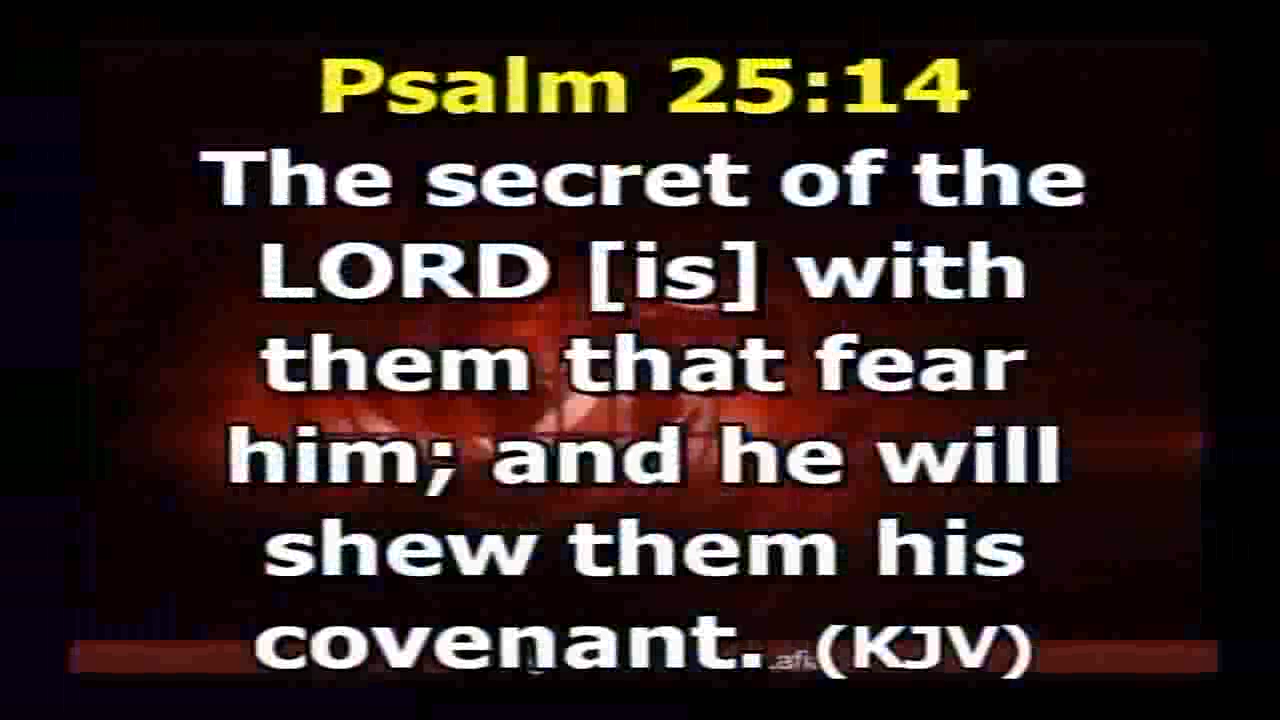 Psalm 25:14
The secret of the
LORD [is] with
them that fear
him; and he will
shew them his
covenant. (KJV)